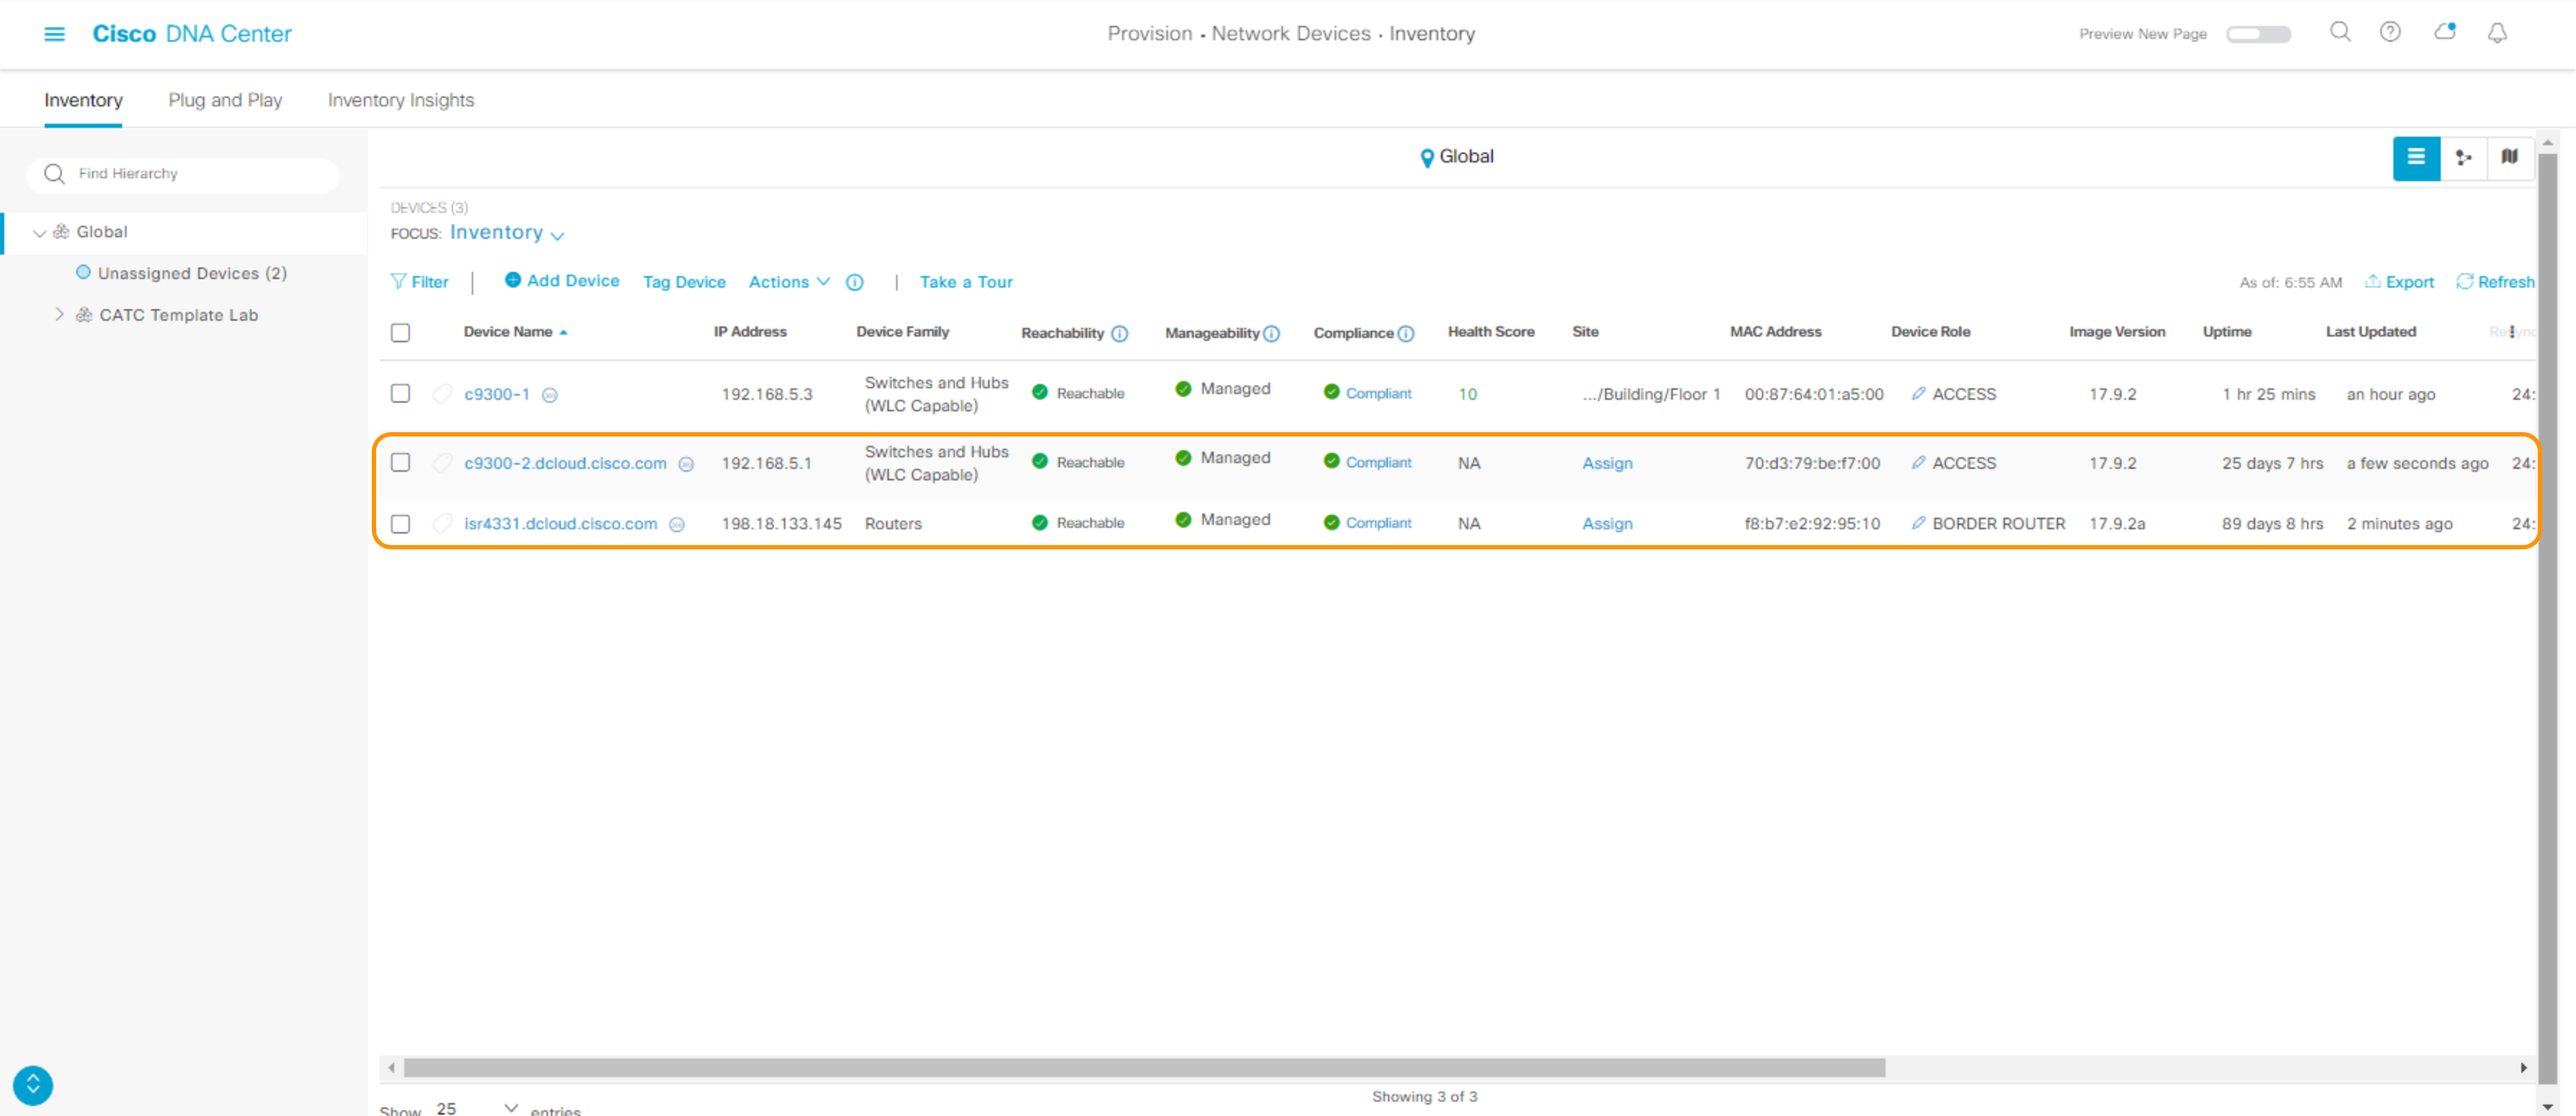 Cisco DNA Center
Provision • Network Devices • Inventory
Preview New Page
Inventory
Plug and Play
Inventory Insights
Find Hierarchy
Global
Unassigned Devices (2)
CATC Template Lab
Global
DEVICES (3)
FOCUS: Inventory
Filter | Add Device Tag Device Actions | Take a Tour
As of: 6:55 AM Export Refresh
Device Name IP Address Device Family Reachability Manageability Compliance Health Score Site MAC Address Device Role Image Version Uptime Last Updated
c9300-1 192.168.5.3 Switches and Hubs (WLC Capable) Reachable Managed Compliant 10 .../Building/Floor 1 00:87:64:01:a5:00 ACCESS 17.9.2 1 hr 25 mins an hour ago 24:
c9300-2.dcloud.cisco.com 192.168.5.1 Switches and Hubs (WLC Capable) Reachable Managed Compliant NA Assign 70:d3:79:be:f7:00 ACCESS 17.9.2 25 days 7 hrs a few seconds ago 24:
isr4331.dcloud.cisco.com 198.18.133.145 Routers Reachable Managed Compliant NA Assign f8:b7:e2:92:95:10 BORDER ROUTER 17.9.2a 89 days 8 hrs 2 minutes ago 24:
Showing 3 of 3
Show 25 entries